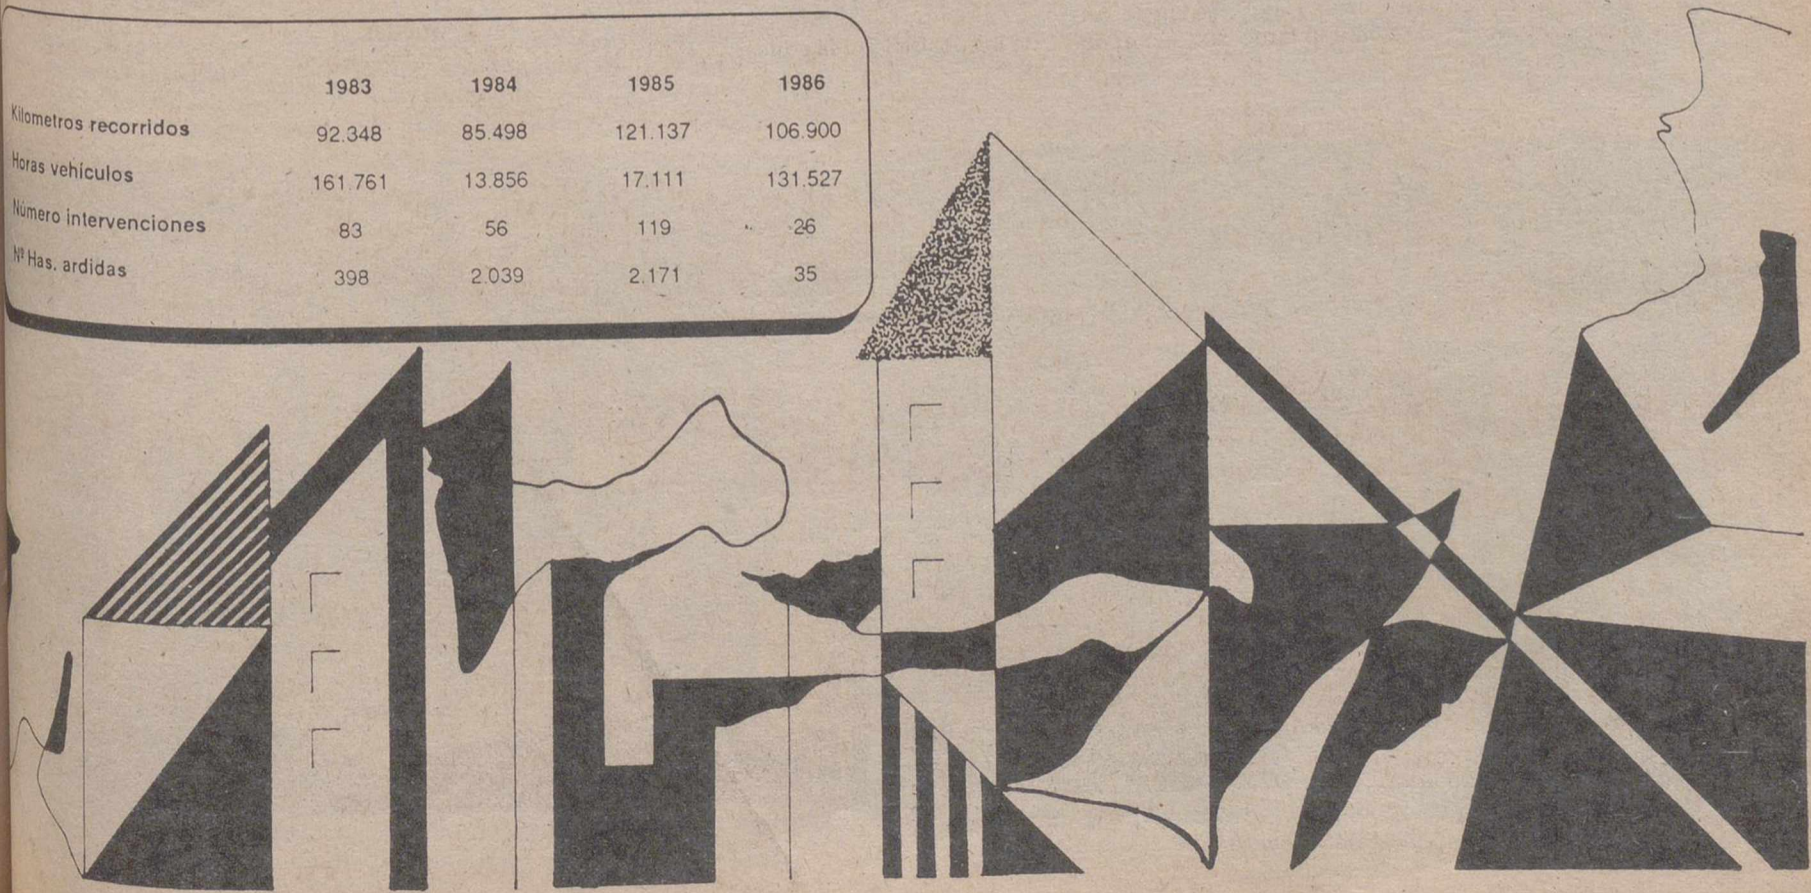 1983 1984 1985 1986
Kilometros recorridos 92.348 85.498 121.137 106.900
Horas vehículos 161.761 13.856 17.111 131.527
Número intervenciones 83 56 119 26
Nº Has. ardidas 398 2.039 2.171 35